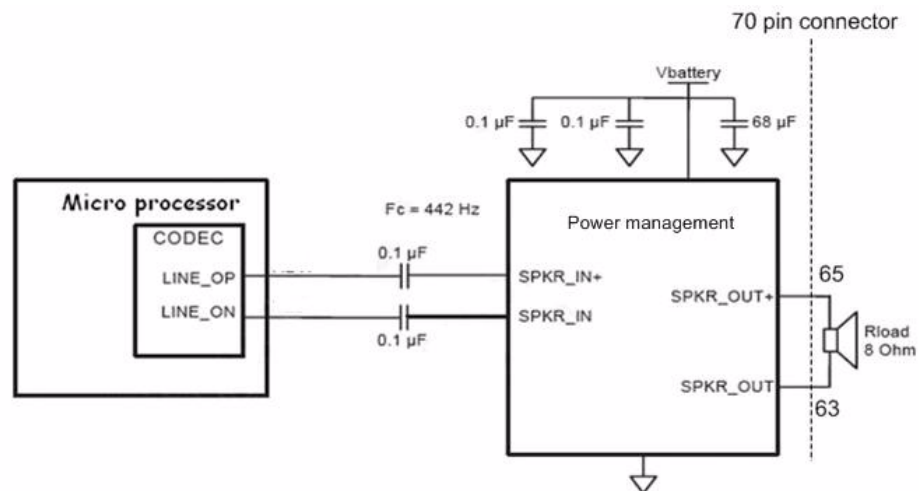 70 pin connector
Vbattery
0.1 µF
0.1 µF
68 µF
Micro processor
CODEC
LINE_OP
LINE_ON
Fc = 442 Hz
0.1 µF
0.1 µF
Power management
SPKR_IN+
SPKR_IN
SPKR_OUT+
SPKR_OUT
65
63
Rload
8 Ohm